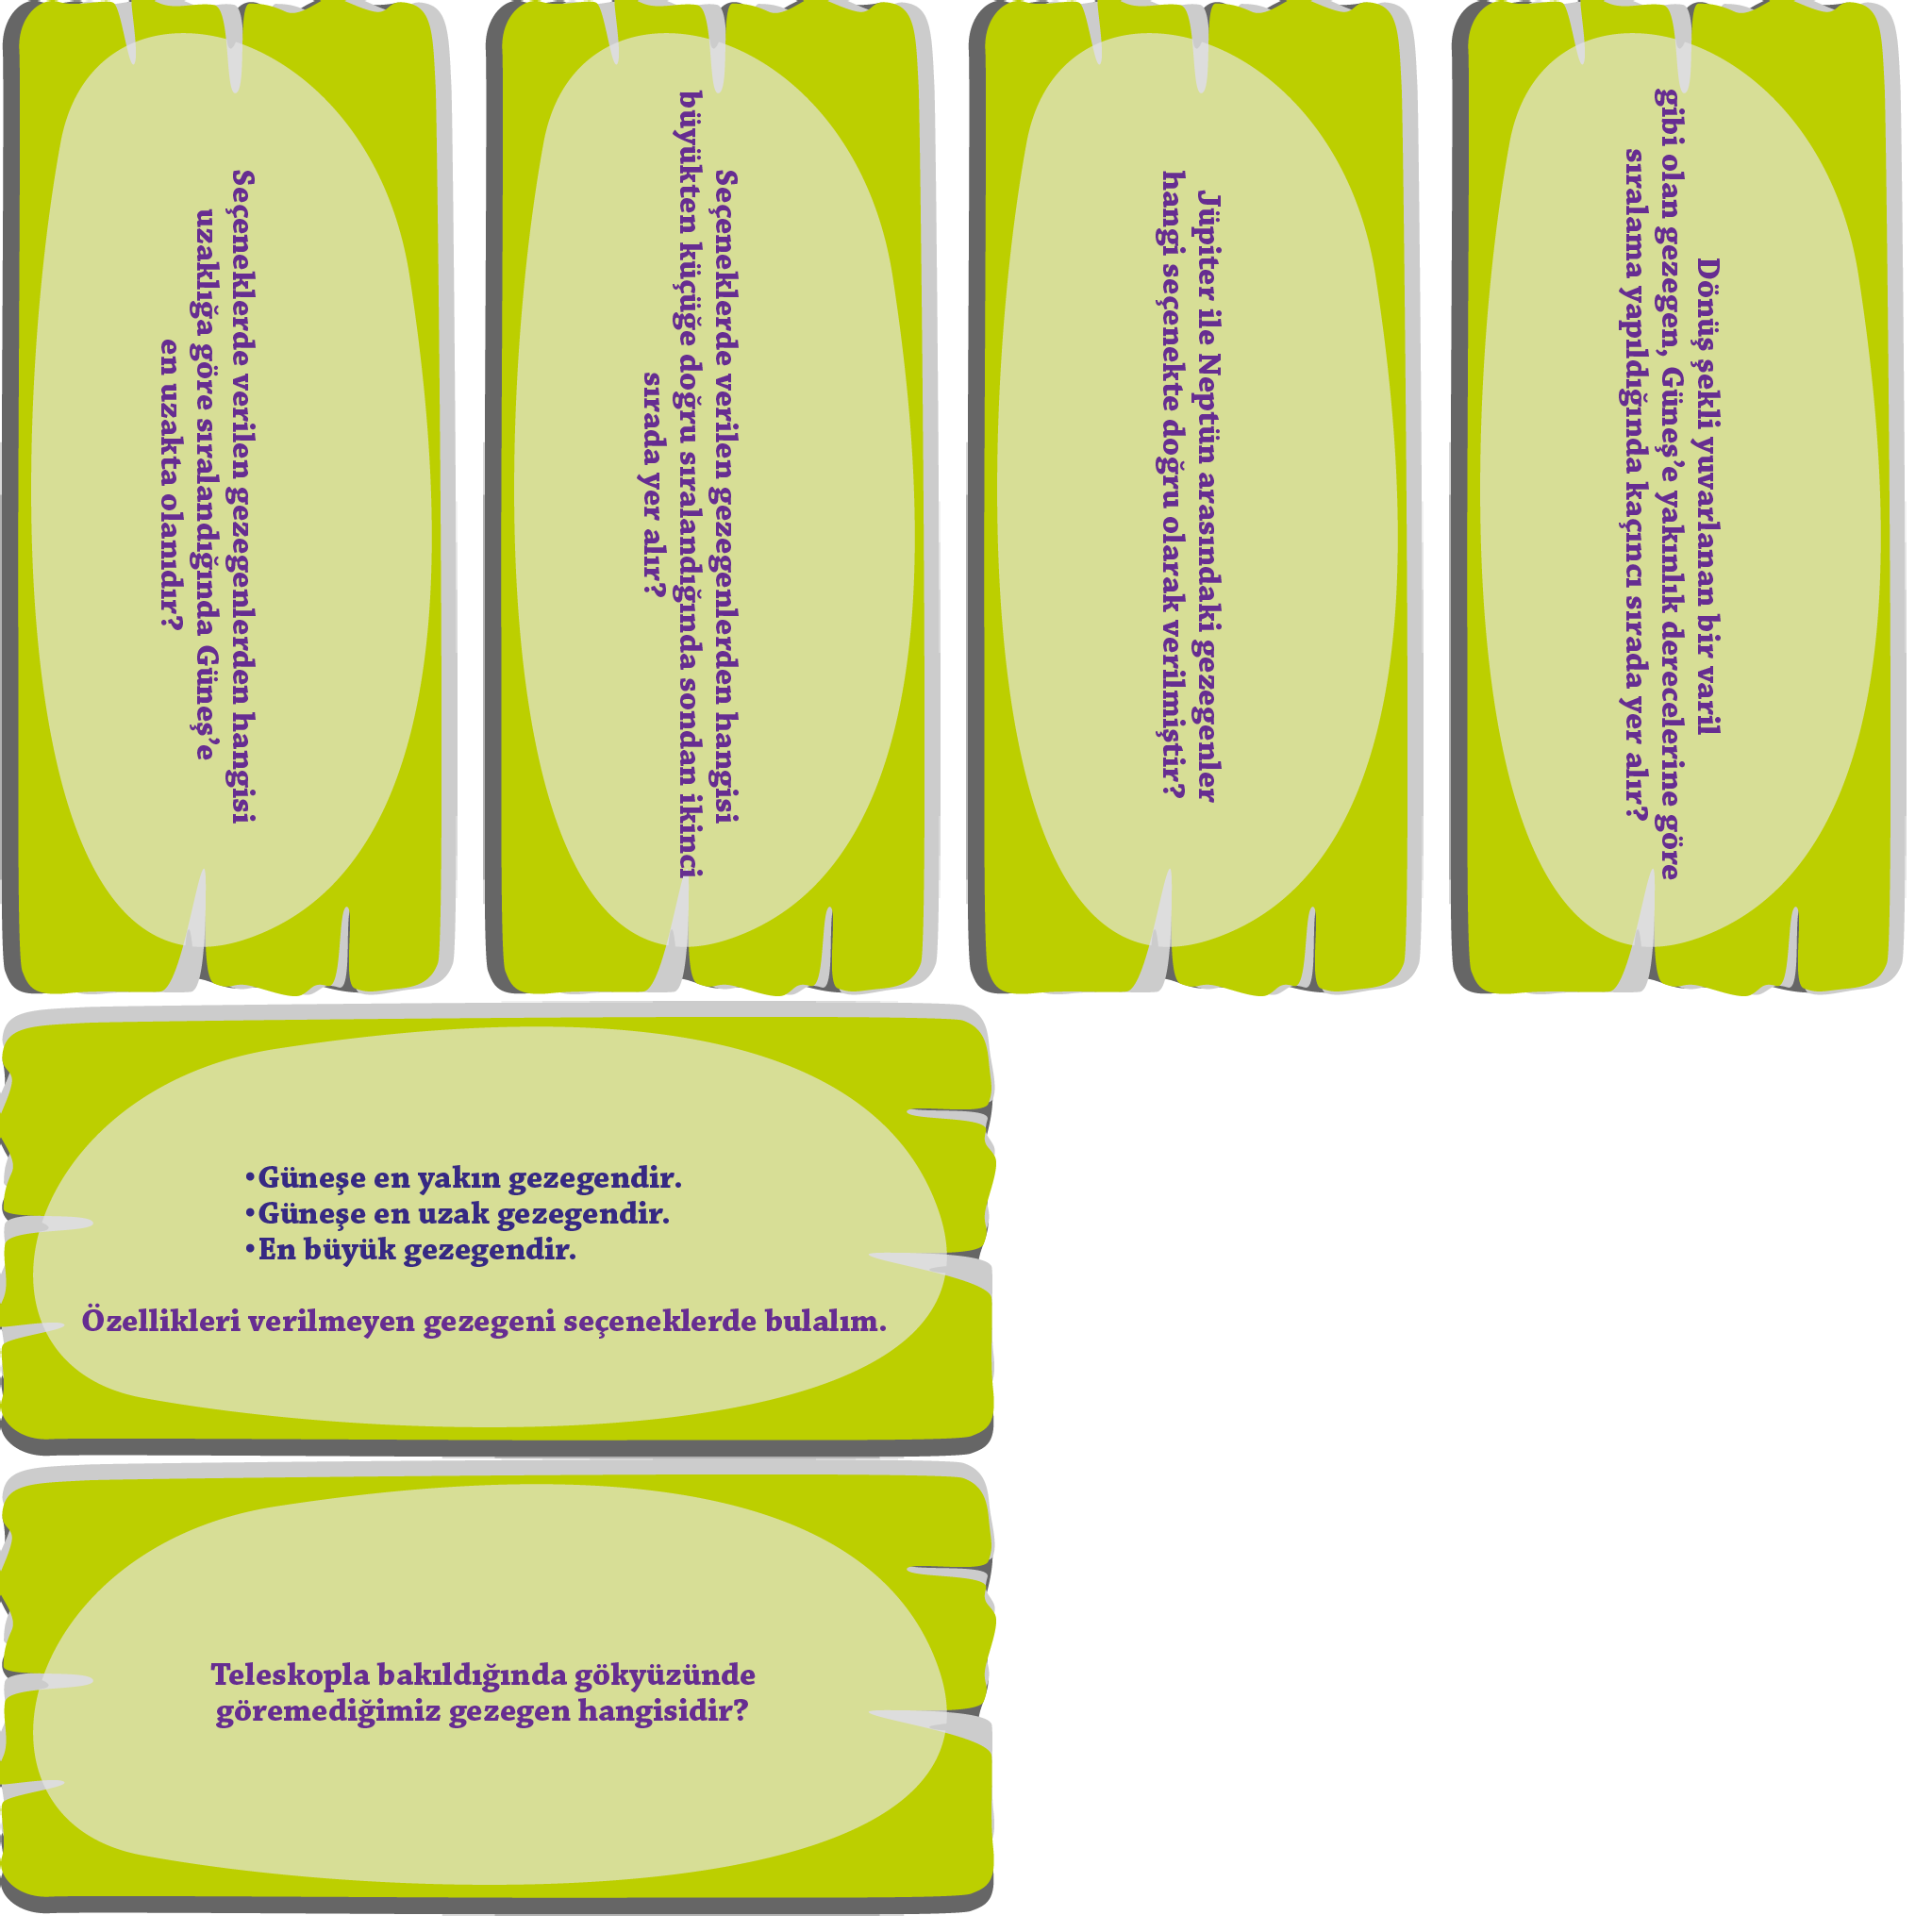 Seçeneklerde verilen gezegenlerden hangisi
uzaklığa göre sıralandığında Güneş’e
en uzakta olanıdır?
Seçeneklerde verilen gezegenlerden hangisi
büyükten küçüğe doğru sıralandığında sondan ikinci
sırada yer alır?
Jüpiter ile Neptün arasındaki gezegenler
hangi seçenekte doğru olarak verilmiştir?
Dönüş şekli yuvarlanan bir varil
gibi olan gezegen, Güneş’e yakınlık derecelerine göre
sıralama yapıldığında kaçıncı sırada yer alır?
•Güneşe en yakın gezegendir.
•Güneşe en uzak gezegendir.
•En büyük gezegendir.
Özellikleri verilmeyen gezegeni seçeneklerde bulalım.
Teleskopla bakıldığında gökyüzünde
göremediğimiz gezegen hangisidir?